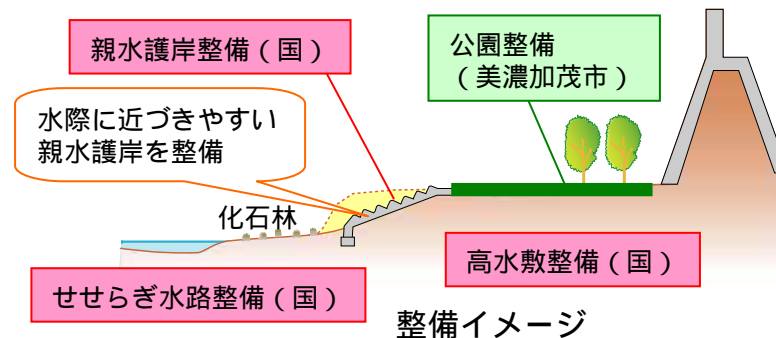 親水護岸整備（国）
公園整備
（美濃加茂市）
水際に近づきやすい
親水護岸を整備
化石林
高水敷整備（国）
せせらぎ水路整備（国）
整備イメージ